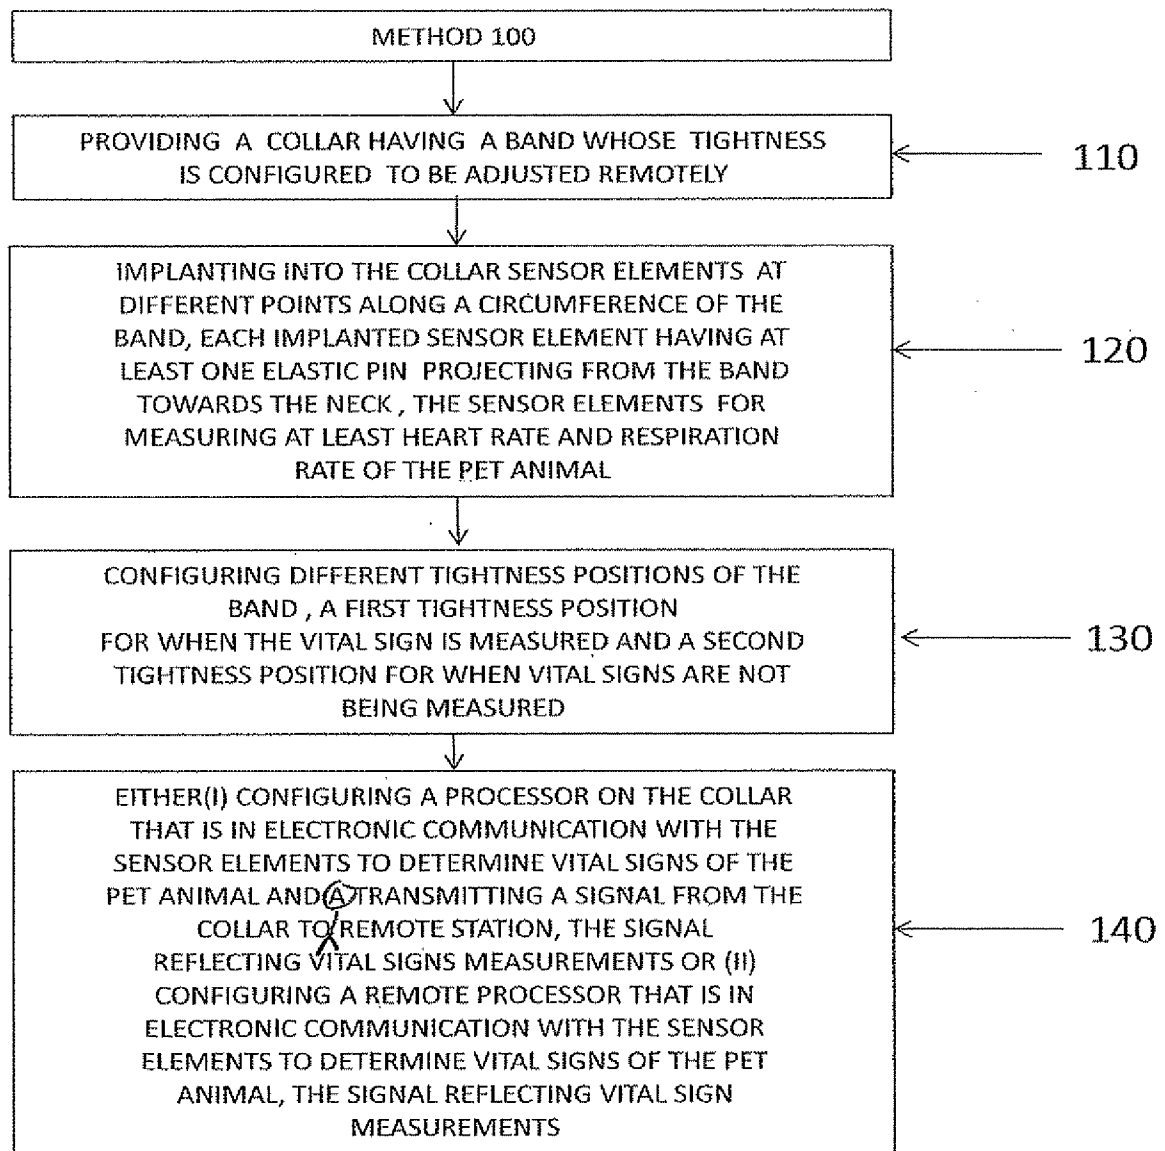 METHOD 100
PROVIDING A COLLAR HAVING A BAND WHOSE TIGHTNESS
IS CONFIGURED TO BE ADJUSTED REMOTELY
110
IMPLANTING INTO THE COLLAR SENSOR ELEMENTS AT
DIFFERENT POINTS ALONG A CIRCUMFERENCE OF THE
BAND, EACH IMPLANTED SENSOR ELEMENT HAVING AT
LEAST ONE ELASTIC PIN PROJECTING FROM THE BAND
TOWARDS THE NECK, THE SENSOR ELEMENTS FOR
MEASURING AT LEAST HEART RATE AND RESPIRATION
RATE OF THE PET ANIMAL
120
CONFIGURING DIFFERENT TIGHTNESS POSITIONS OF THE
BAND, A FIRST TIGHTNESS POSITION
FOR WHEN THE VITAL SIGN IS MEASURED AND A SECOND
TIGHTNESS POSITION FOR WHEN VITAL SIGNS ARE NOT
BEING MEASURED
130
EITHER(I) CONFIGURING A PROCESSOR ON THE COLLAR
THAT IS IN ELECTRONIC COMMUNICATION WITH THE
SENSOR ELEMENTS TO DETERMINE VITAL SIGNS OF THE
PET ANIMAL AND A TRANSMITTING A SIGNAL FROM THE
COLLAR TO REMOTE STATION, THE SIGNAL
REFLECTING VITAL SIGNS MEASUREMENTS OR (II)
CONFIGURING A REMOTE PROCESSOR THAT IS IN
ELECTRONIC COMMUNICATION WITH THE SENSOR
ELEMENTS TO DETERMINE VITAL SIGNS OF THE PET
ANIMAL, THE SIGNAL REFLECTING VITAL SIGN
MEASUREMENTS
140